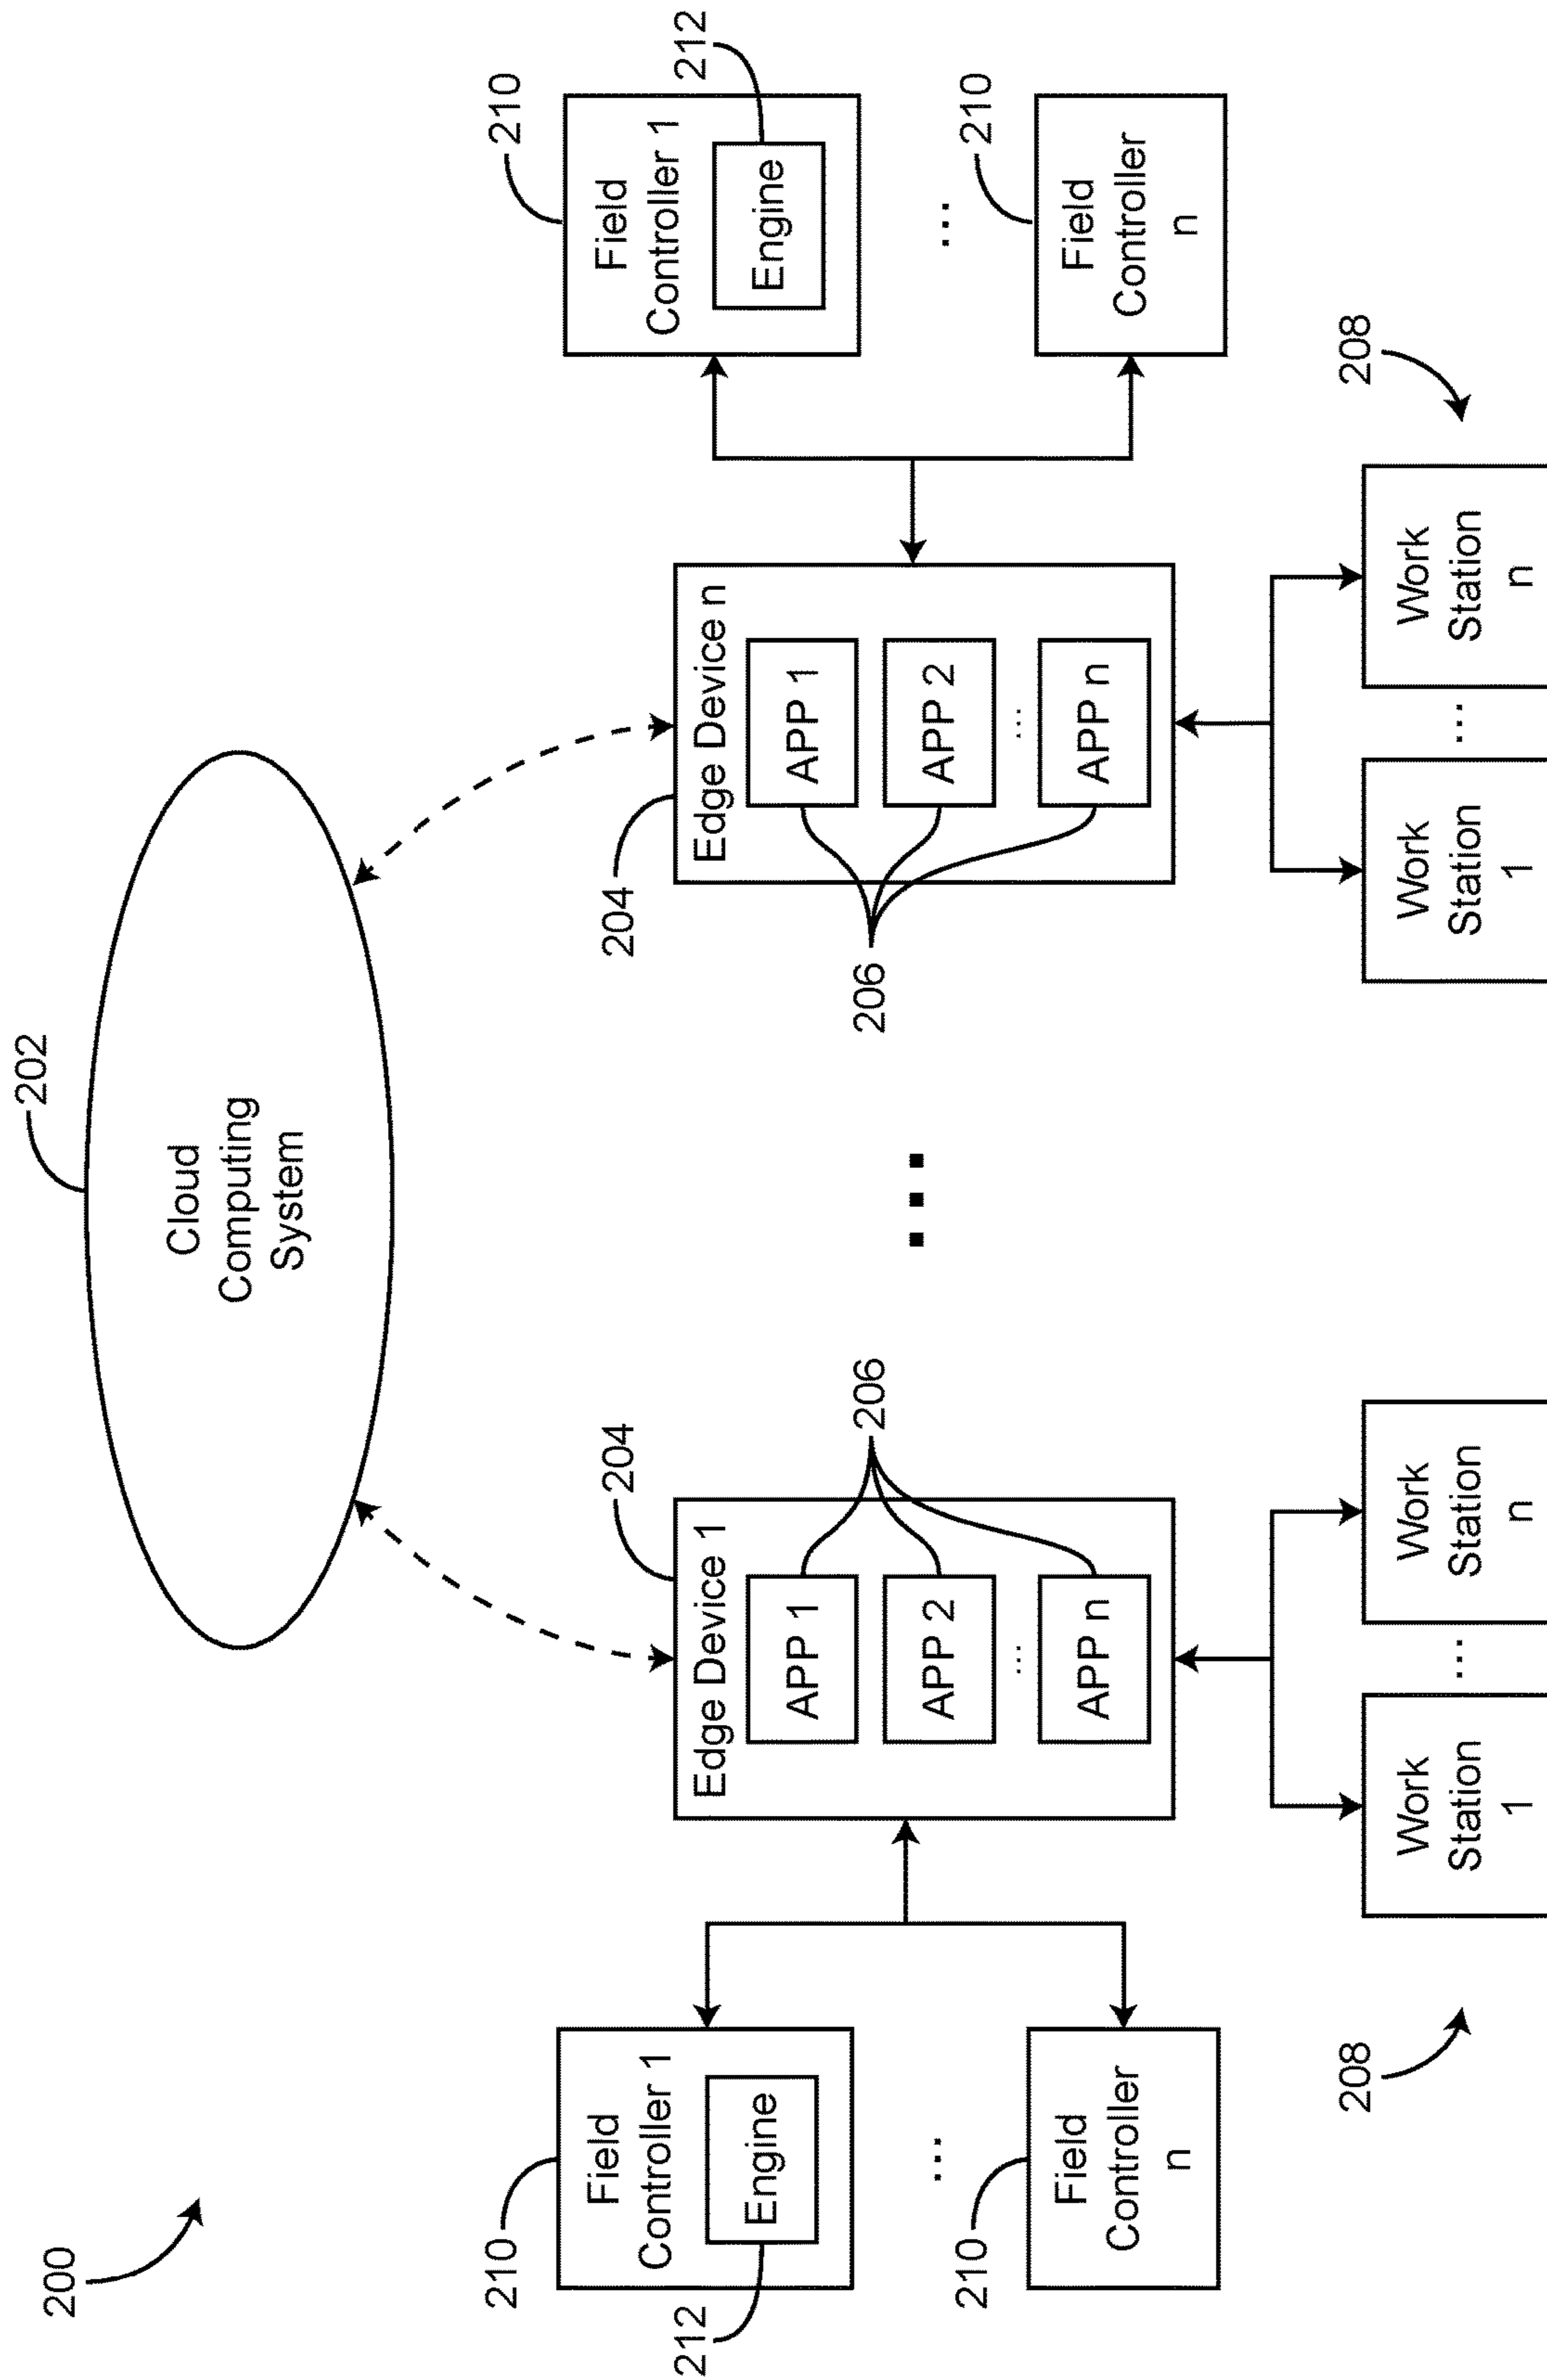 200
202
Cloud
Computing
System
210
Field
Controller 1
Engine
212
...
210
Field
Controller
n
204
Edge Device 1
APP 1
APP 2
...
APP n
206
208
Work
Station
1
...
Work
Station
n
...
204
Edge Device n
APP 1
APP 2
...
APP n
206
208
Work
Station
1
...
Work
Station
n
210
Field
Controller 1
Engine
212
...
210
Field
Controller
n